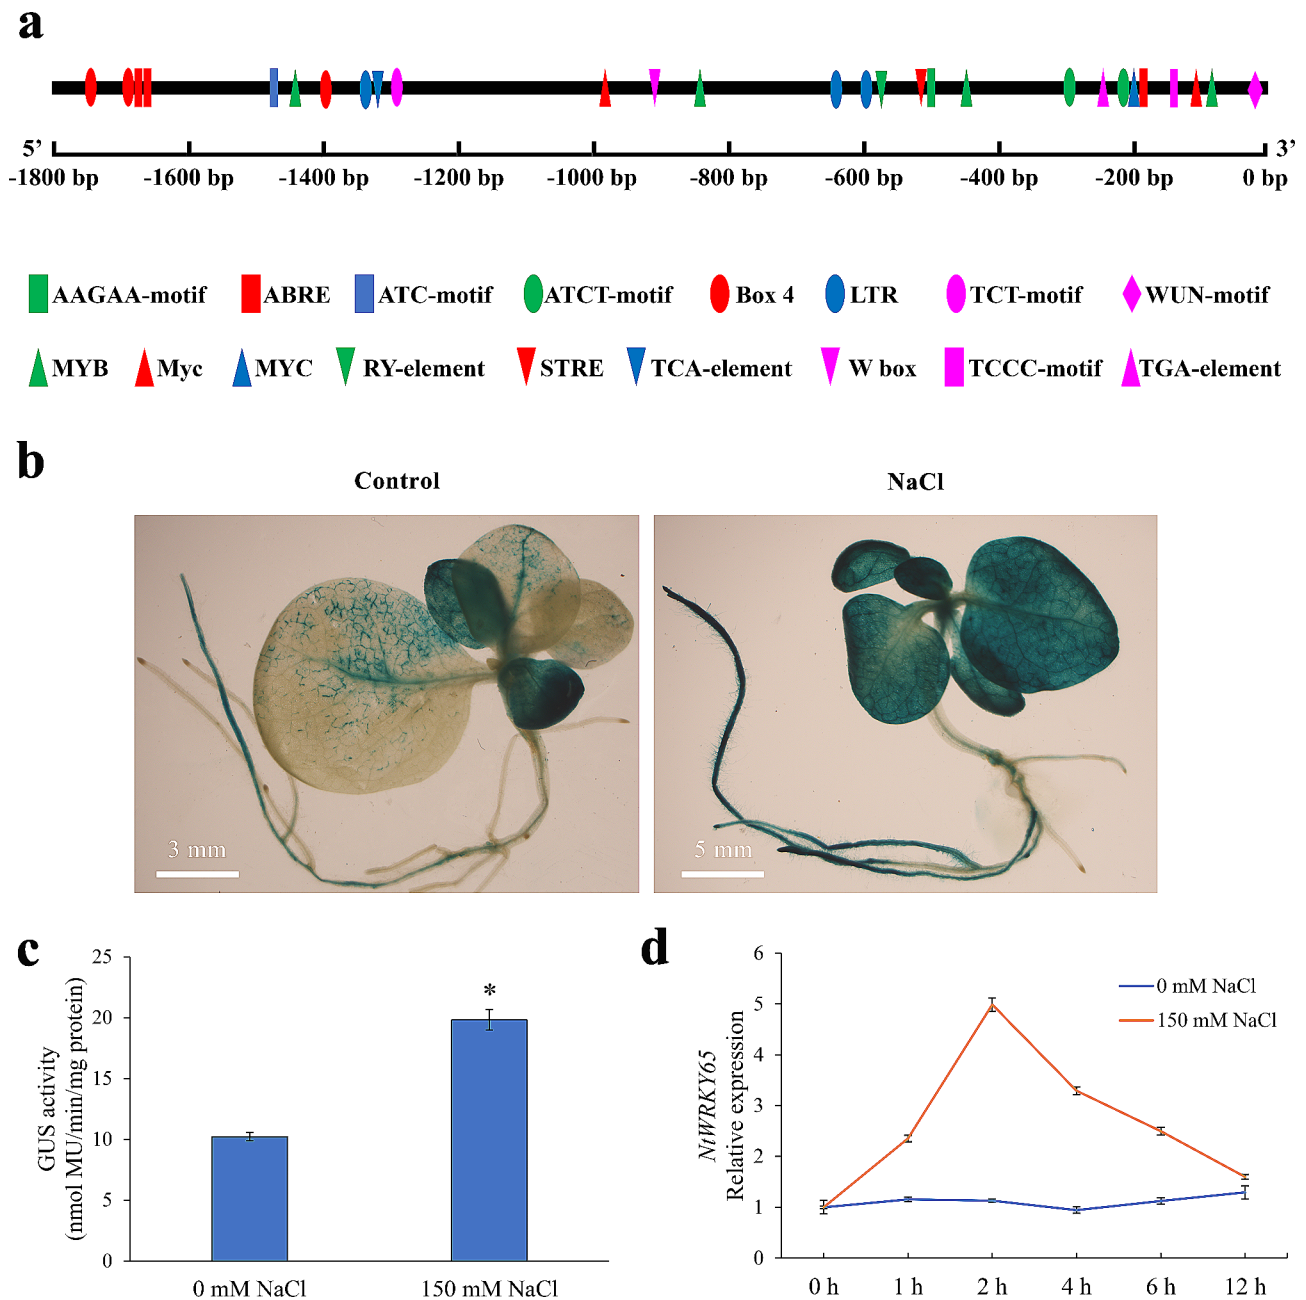 a
5’ 3’
-1800 bp -1600 bp -1400 bp -1200 bp -1000 bp -800 bp -600 bp -400 bp -200 bp 0 bp
AAGAA-motif ABRE ATC-motif ATCT-motif Box 4 LTR TCT-motif WUN-motif
MYB Myc MYC RY-element STRE TCA-element W box TCCC-motif TGA-element
b
Control NaCl
3 mm 5 mm
c
GUS activity
(nmol MU/min/mg protein)
25
20
15
10
5
0
*
0 mM NaCl 150 mM NaCl
d
NtWRKY65
Relative expression
6
5
4
3
2
1
0
0 mM NaCl
150 mM NaCl
0 h 1 h 2 h 4 h 6 h 12 h